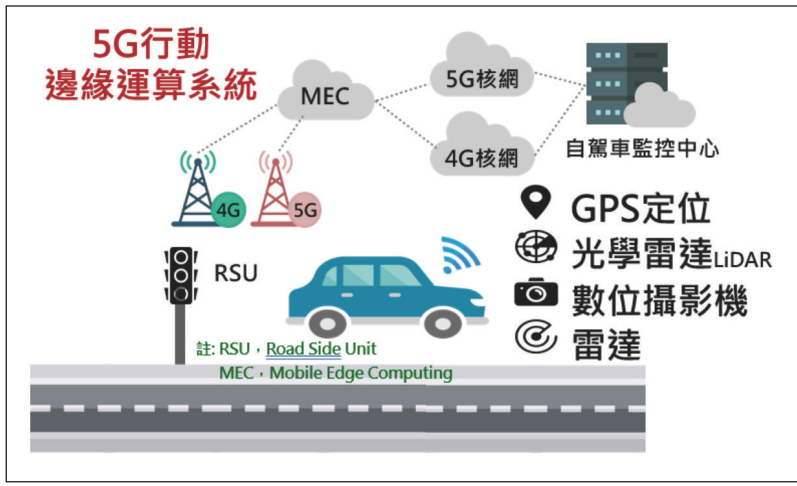 5G行動
邊緣運算系統
MEC
5G核網
4G核網
自駕車監控中心
4G
5G
RSU
GPS定位
光學雷達LiDAR
數位攝影機
雷達
註: RSU，Road Side Unit
MEC，Mobile Edge Computing